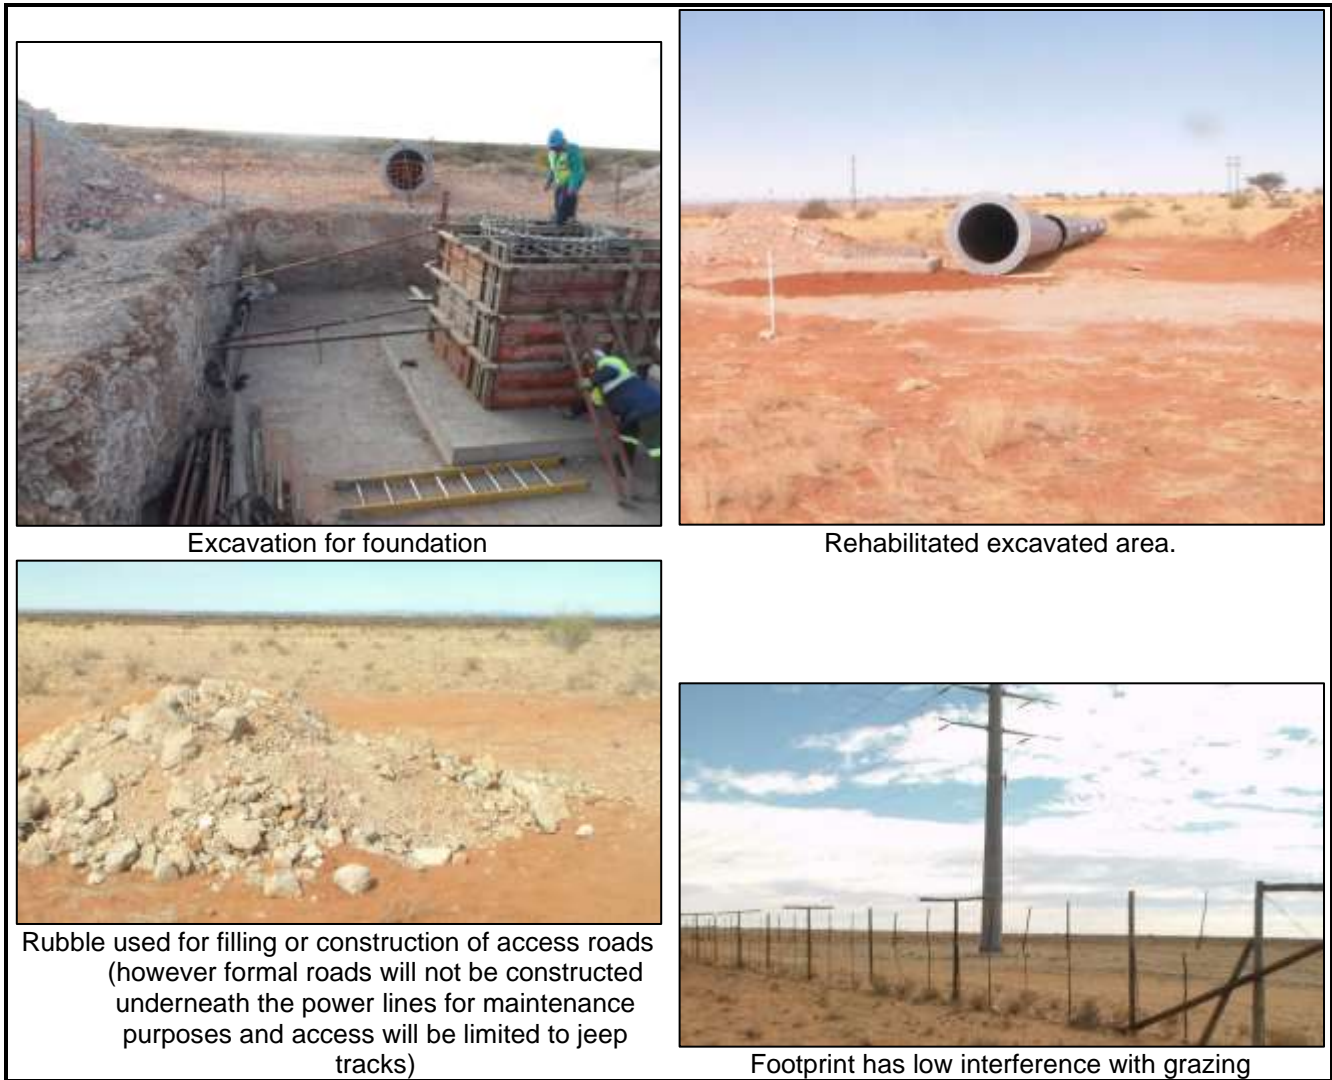 Excavation for foundation
Rehabilitated excavated area.
Rubble used for filling or construction of access roads
(however formal roads will not be constructed
underneath the power lines for maintenance
purposes and access will be limited to jeep
tracks)
Footprint has low interference with grazing